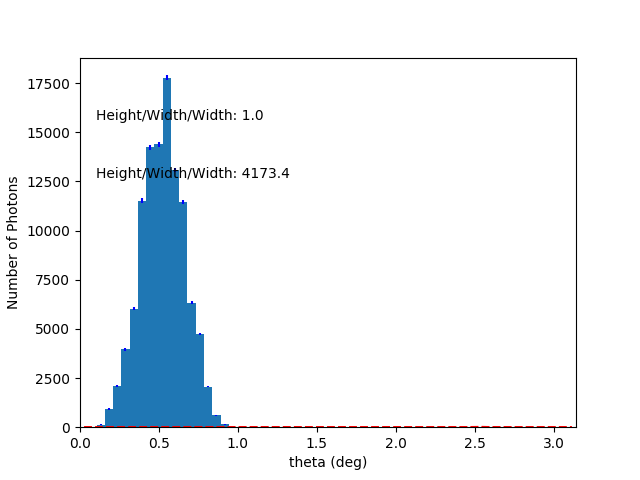 17500
Height/Width/Width: 1.0
15000
Height/Width/Width: 4173.4
12500
10000
7500
5000
2500
0
Number of Photons
0.0 0.5 1.0 1.5 2.0 2.5 3.0
theta (deg)